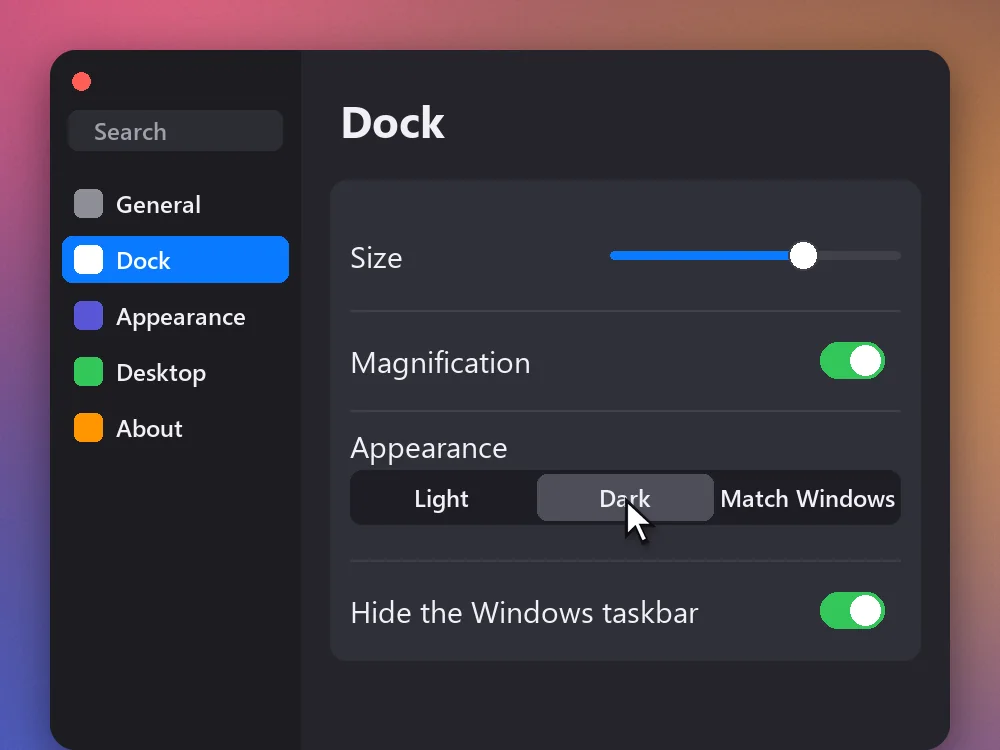 Search
General
Dock
Appearance
Desktop
About
Dock
Size
Magnification
Appearance
Light Dark Match Windows
Hide the Windows taskbar